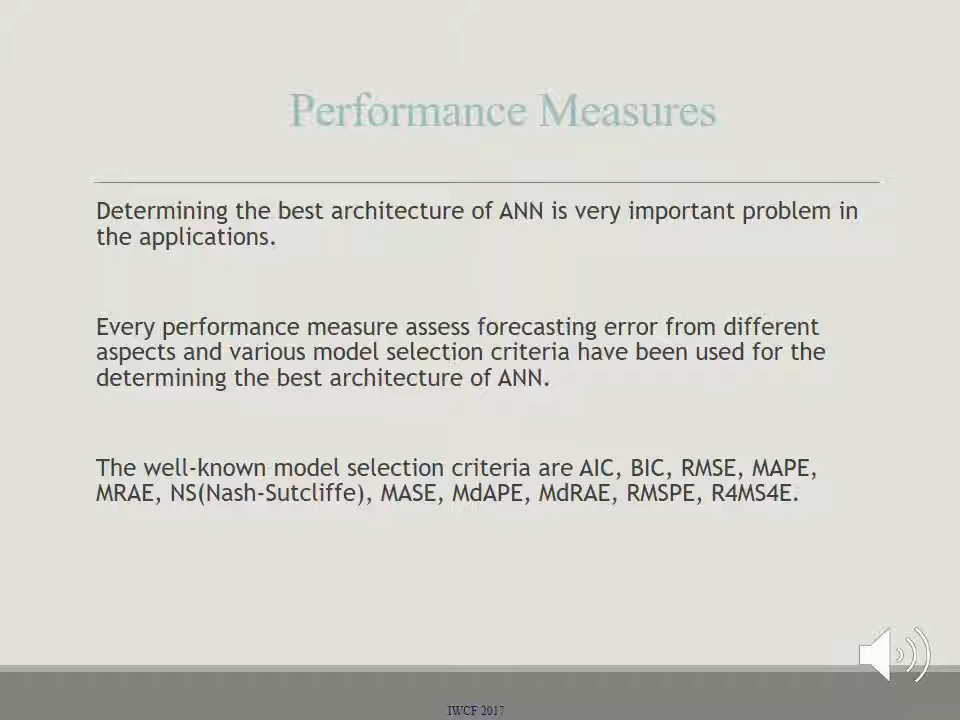 Performance Measures
Determining the best architecture of ANN is very important problem in
the applications.
Every performance measure assess forecasting error from different
aspects and various model selection criteria have been used for the
determining the best architecture of ANN.
The well-known model selection criteria are AIC, BIC, RMSE, MAPE,
MRAE, NS(Nash-Sutcliffe), MASE, MdAPE, MdRAE, RMSPE, R4MS4E.
IWCF 2017